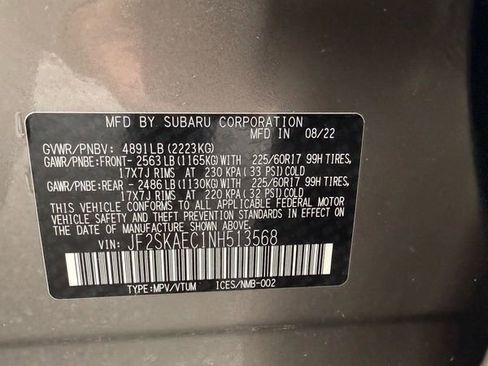 MFD BY SUBARU CORPORATION
MFD IN 08/22
GVWR/PNBV: 4891LB(2223KG)
GAWR/PNBE:FRONT-2563LB(1165KG)WITH 225/60R17 99H TIRES,
17X7J RIMS AT 230 KPA( 33 PSI)COLD
GAWR/PNBE:REAR -2486LB(1130KG)WITH 225/60R17 99H TIRES,
17X7J RIMS AT 220 KPA( 32 PSI)COLD
THIS VEHICLE CONFORMS TO ALL APPLICABLE FEDERAL MOTOR
VEHICLE SAFETY, BUMPER, AND THEFT PREVENTION STANDARDS
IN EFFECT ON THE DATE OF MANUFACTURE SHOWN ABOVE.
VIN: JF2SKAEC1NH513568
TYPE:MPV/VTUM ICES/NMB-002